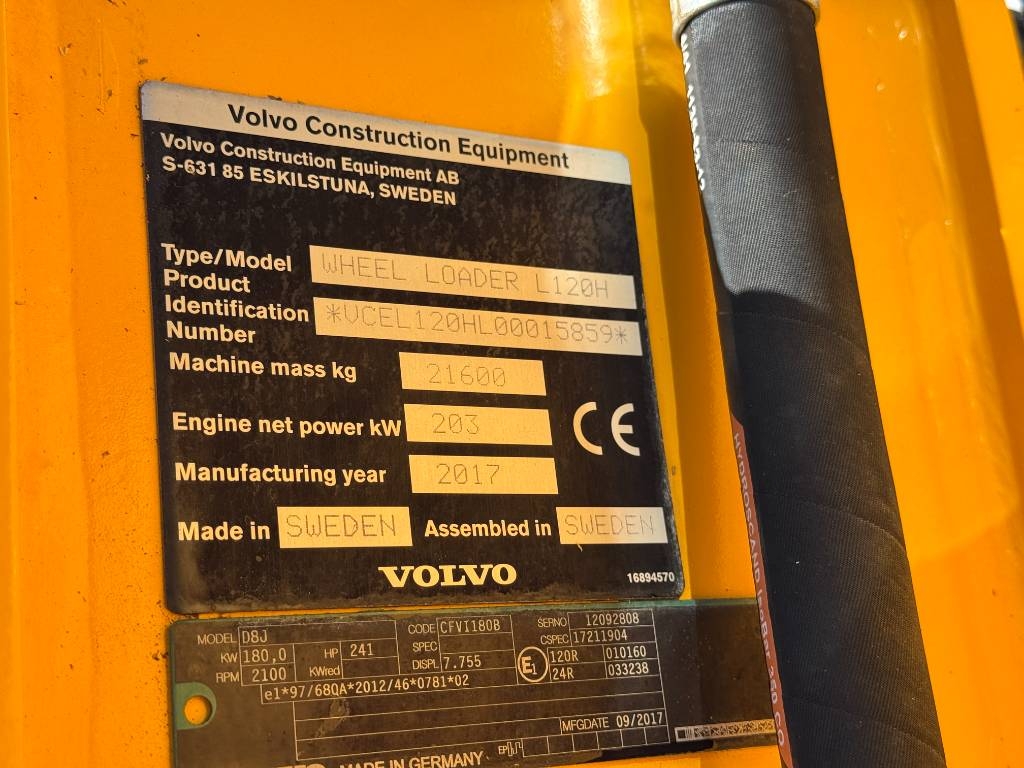 Volvo Construction Equipment
Volvo Construction Equipment AB
S-631 85 ESKILSTUNA, SWEDEN
Type/Model WHEEL LOADER L120H
Product
Identification
Number *VCEL120HL00015859*
Machine mass kg 21600
Engine net power kW 203
CE
Manufacturing year 2017
Made in SWEDEN Assembled in SWEDEN
VOLVO 16894570
MODEL D8J CODE CFVI180B SERNO 12092808
KW 180,0 HP 241 SPEC CSPEC 17211904
RPM 2100 KWred DISPL 7.755 E1 120R 010160
24R 033238
e1*97/68QA*2012/46*0781*02
MFGDATE 09/2017
MADE IN GERMANY EP
HYDROSCAND